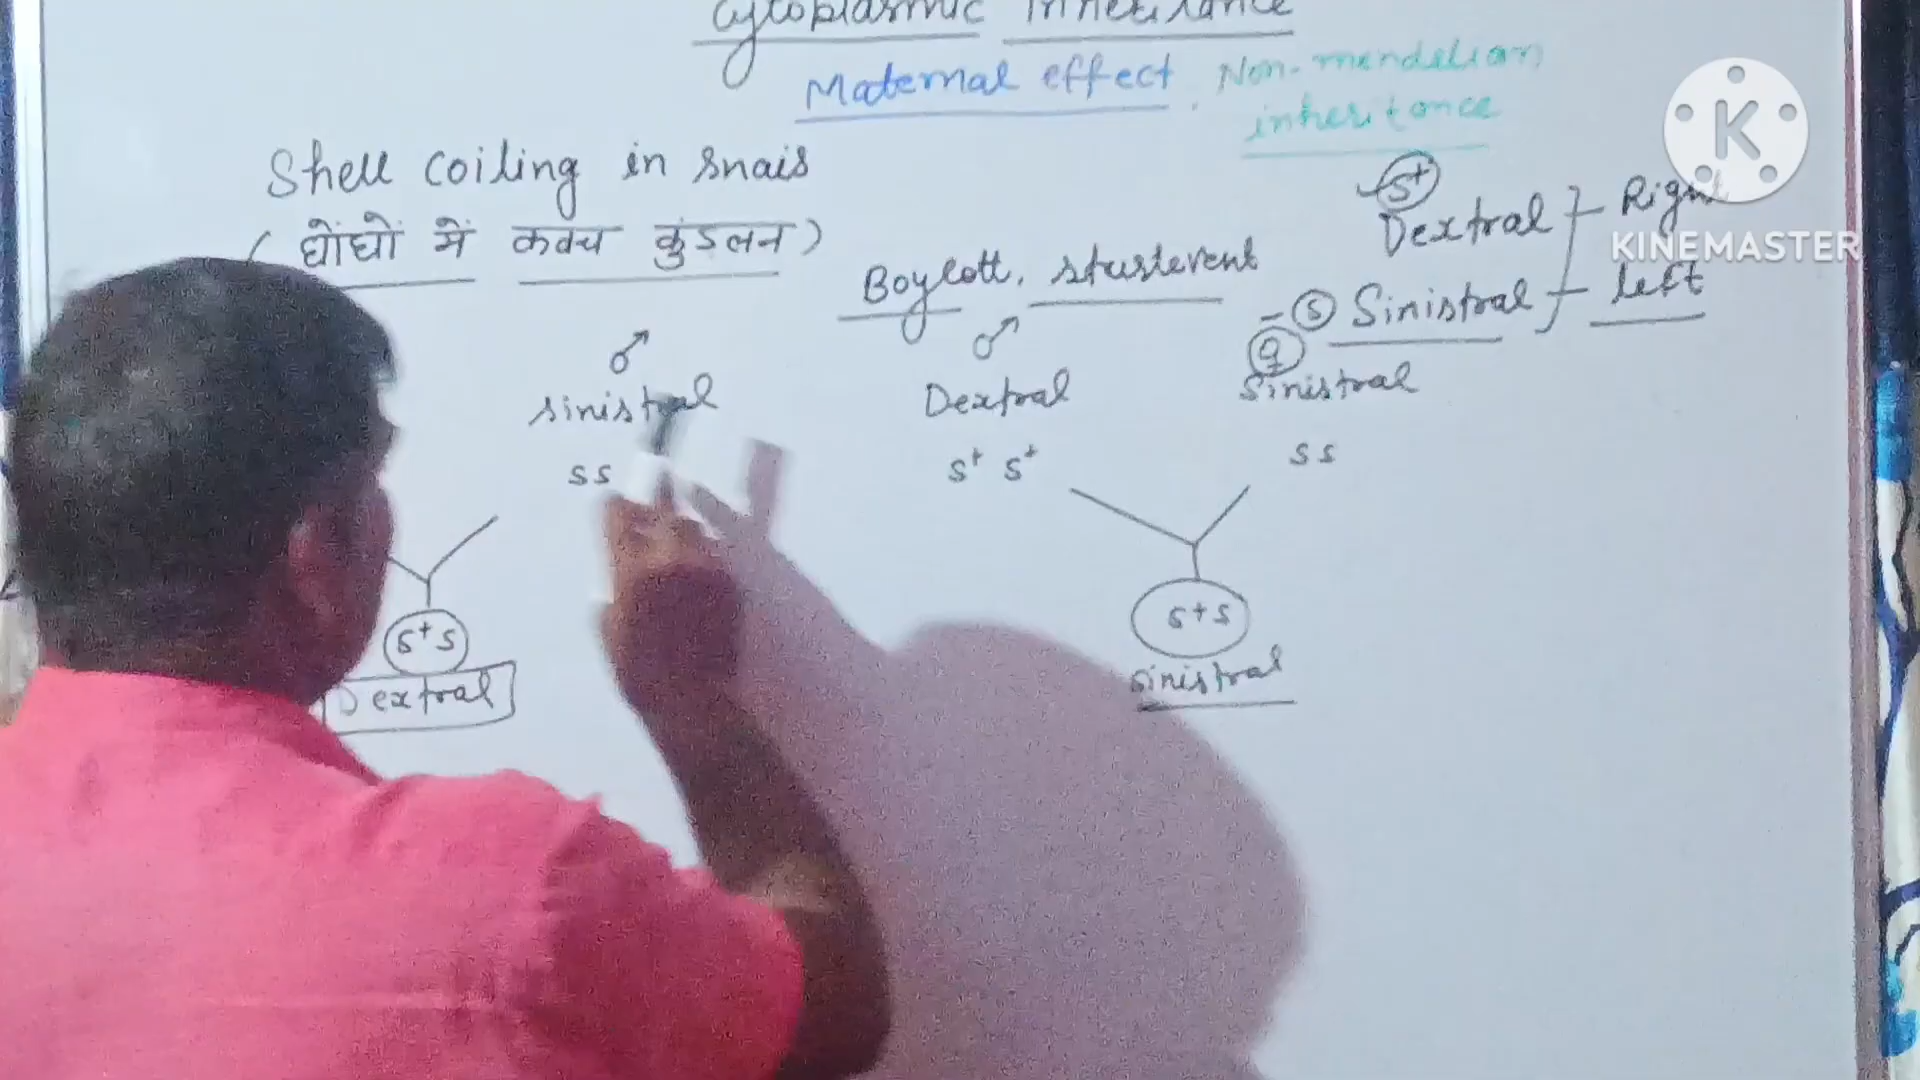 Cytoplasmic Inheritance
Maternal effect, Non-mendelian
inheritance
Shell coiling in snais
(घोंघों में कवच कुंडलन)
Boycott, sturtevent
s+
Dextral } Right
s Sinistral } left
K
KINEMASTER
♂ ♂ ♀
sinistral Dextral Sinistral
ss s+ s+ ss
s+s s+s
Dextral sinistral